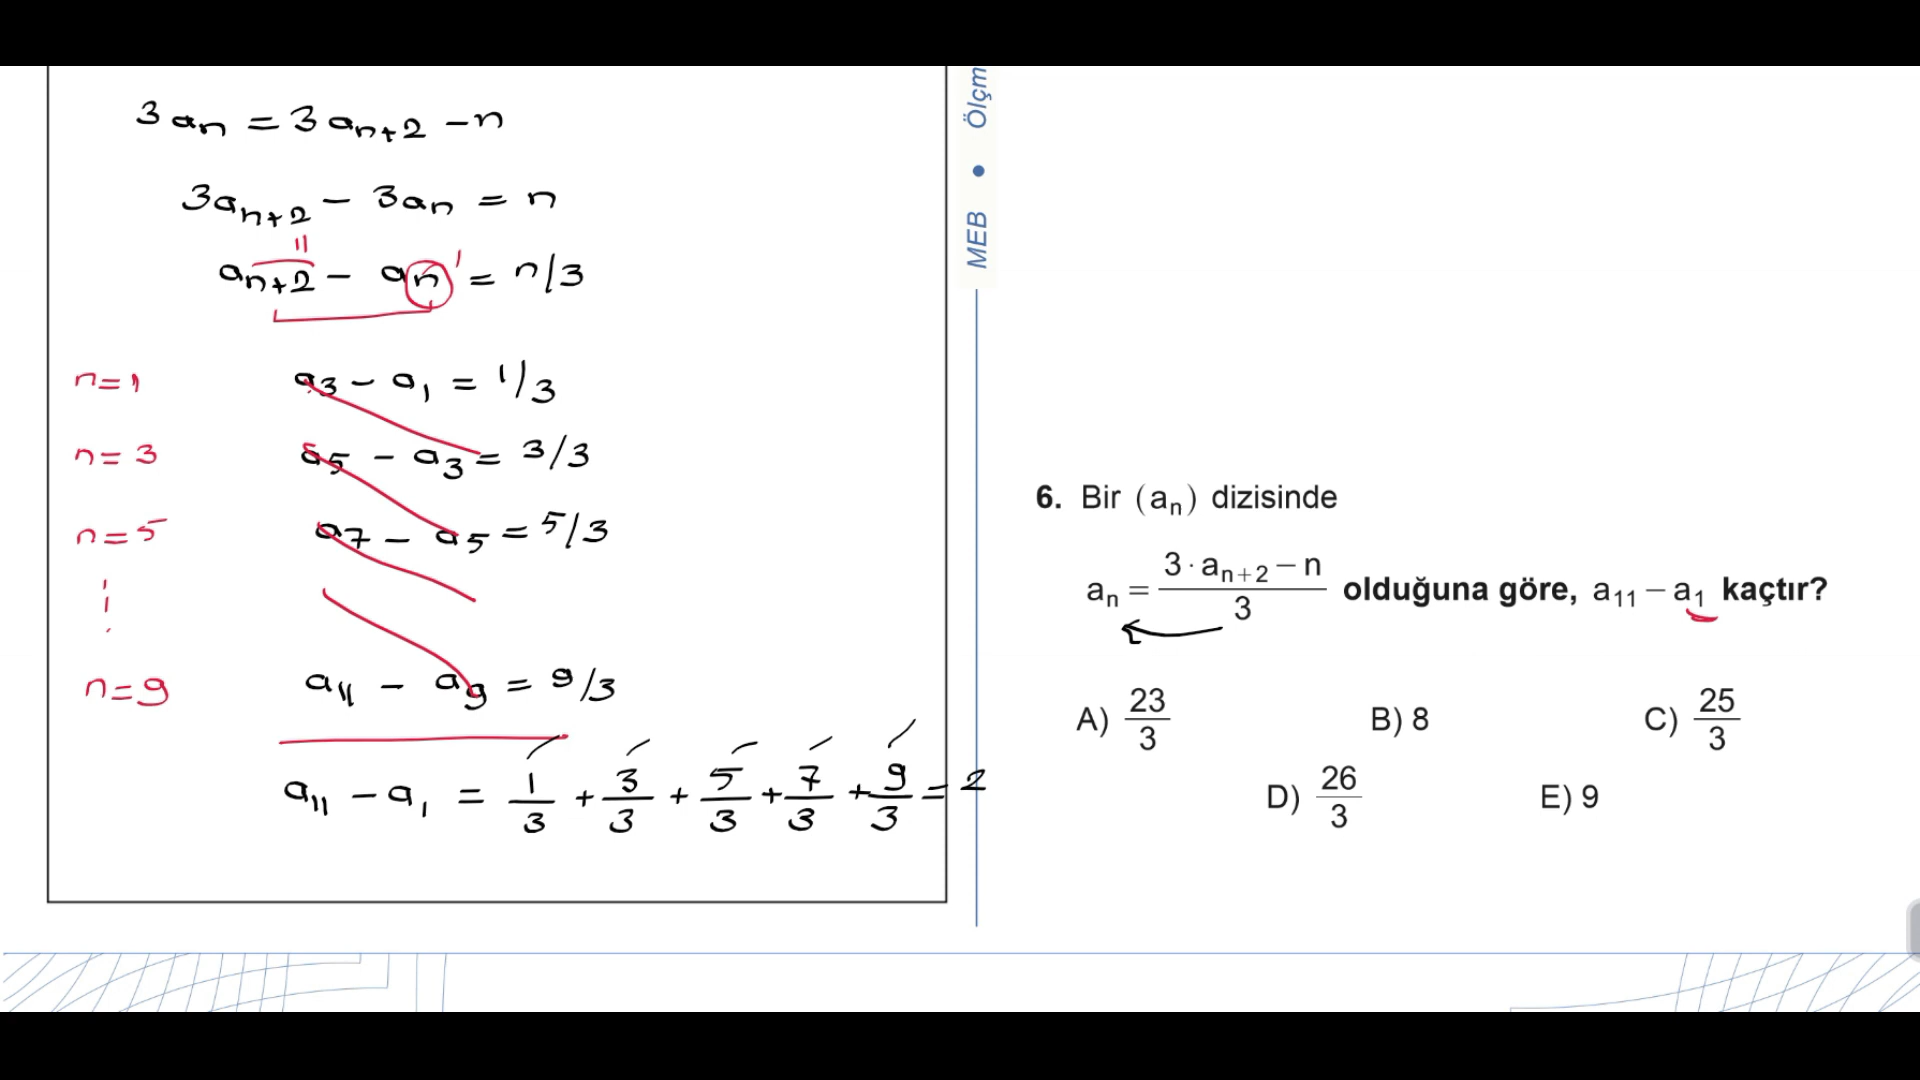 3aₙ = 3aₙ₊₂ − n
3aₙ₊₂ − 3aₙ = n
11 1
aₙ₊₂ − aₙ = n/3
n=1 a₃ − a₁ = 1/3
n=3 a₅ − a₃ = 3/3
n=5 a₇ − a₅ = 5/3
n=9 a₁₁ − a₉ = 9/3
a₁₁ − a₁ = 1/3 + 3/3 + 5/3 + 7/3 + 9/3 = 2
MEB • Ölçm
6. Bir (aₙ) dizisinde
aₙ = (3 · aₙ₊₂ − n)/3 olduğuna göre, a₁₁ − a₁ kaçtır?
A) 23/3 B) 8 C) 25/3
D) 26/3 E) 9